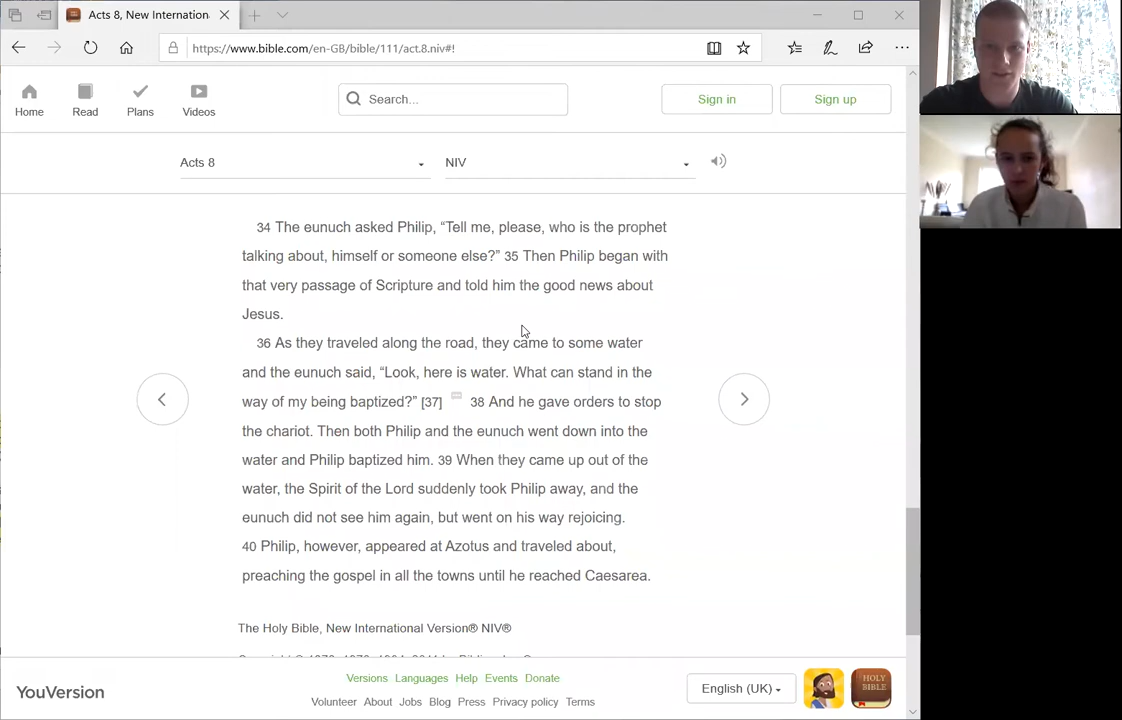 Acts 8, New Internation
https://www.bible.com/en-GB/bible/111/act.8.niv#!
Home
Read
Plans
Videos
Search...
Sign in
Sign up
Acts 8
NIV
34 The eunuch asked Philip, “Tell me, please, who is the prophet
talking about, himself or someone else?” 35 Then Philip began with
that very passage of Scripture and told him the good news about
Jesus.
36 As they traveled along the road, they came to some water
and the eunuch said, “Look, here is water. What can stand in the
way of my being baptized?” [37] 38 And he gave orders to stop
the chariot. Then both Philip and the eunuch went down into the
water and Philip baptized him. 39 When they came up out of the
water, the Spirit of the Lord suddenly took Philip away, and the
eunuch did not see him again, but went on his way rejoicing.
40 Philip, however, appeared at Azotus and traveled about,
preaching the gospel in all the towns until he reached Caesarea.
The Holy Bible, New International Version® NIV®
YouVersion
Versions Languages Help Events Donate
Volunteer About Jobs Blog Press Privacy policy Terms
English (UK)
HOLY
BIBLE